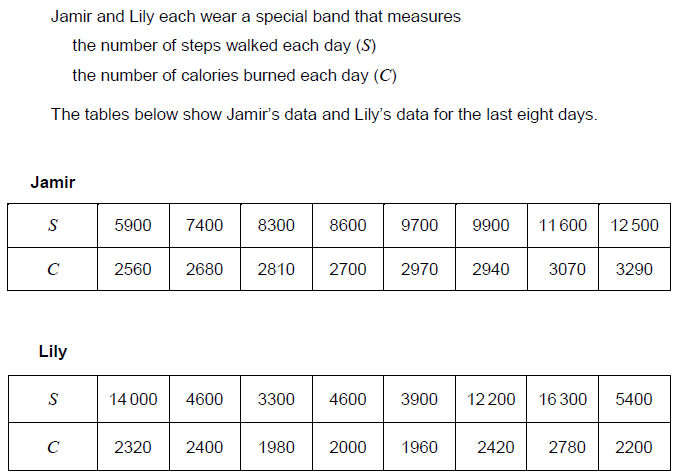 Jamir and Lily each wear a special band that measures
the number of steps walked each day (S)
the number of calories burned each day (C)
The tables below show Jamir's data and Lily's data for the last eight days.
Jamir
S 5900 7400 8300 8600 9700 9900 11 600 12 500
C 2560 2680 2810 2700 2970 2940 3070 3290
Lily
S 14 000 4600 3300 4600 3900 12 200 16 300 5400
C 2320 2400 1980 2000 1960 2420 2780 2200